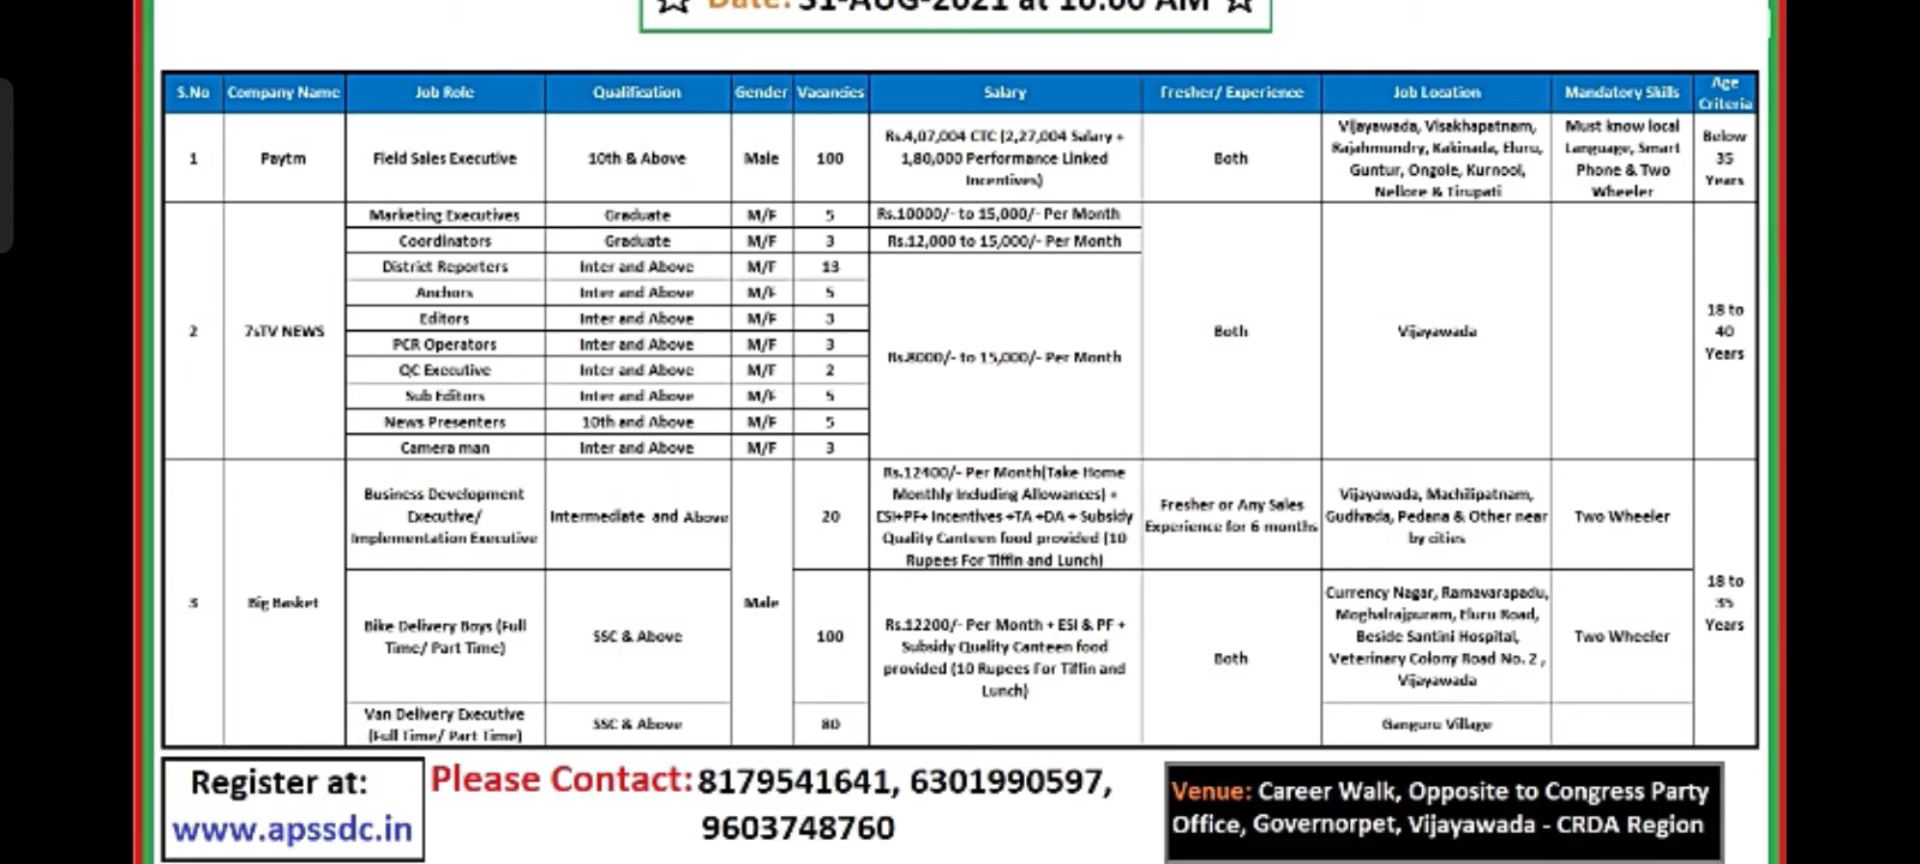 ☆ Date: 31-AUG-2021 at 10:00 AM ☆
S.No Company Name Job Role Qualification Gender Vacancies Salary Fresher/ Experience Job Location Mandatory Skills Age Criteria
1 Paytm Field Sales Executive 10th & Above Male 100
Rs.4,07,004 CTC (2,27,004 Salary +
1,80,000 Performance Linked
Incentives)
Both
Vijayawada, Visakhapatnam,
Rajahmundry, Kakinada, Eluru,
Guntur, Ongole, Kurnool,
Nellore & Tirupati
Must know local
Language, Smart
Phone & Two
Wheeler
Below
35
Years
2 7sTV NEWS
Marketing Executives Graduate M/F 5 Rs.10000/- to 15,000/- Per Month
Coordinators Graduate M/F 3 Rs.12,000 to 15,000/- Per Month
District Reporters Inter and Above M/F 13
Anchors Inter and Above M/F 5
Editors Inter and Above M/F 3
PCR Operators Inter and Above M/F 3
QC Executive Inter and Above M/F 2
Sub Editors Inter and Above M/F 5
News Presenters 10th and Above M/F 5
Camera man Inter and Above M/F 3
Rs.8000/- to 15,000/- Per Month
Both
Vijayawada
18 to
40
Years
3 Big Basket
Business Development
Executive/
Implementation Executive
Intermediate and Above
Male
20
Rs.12400/- Per Month(Take Home
Monthly Including Allowances) +
ESI+PF+ Incentives +TA +DA + Subsidy
Quality Canteen food provided (10
Rupees For Tiffin and Lunch)
Fresher or Any Sales
Experience for 6 months
Vijayawada, Machilipatnam,
Gudivada, Pedana & Other near
by cities
Two Wheeler
18 to
35
Years
Bike Delivery Boys (Full
Time/ Part Time)
SSC & Above
100
Rs.12200/- Per Month + ESI & PF +
Subsidy Quality Canteen food
provided (10 Rupees For Tiffin and
Lunch)
Both
Currency Nagar, Ramavarapadu,
Moghalrajpuram, Eluru Road,
Beside Santini Hospital,
Veterinary Colony Road No. 2 ,
Vijayawada
Two Wheeler
Van Delivery Executive
(Full Time/ Part Time)
SSC & Above
80
Ganguru Village
Register at:
www.apssdc.in
Please Contact: 8179541641, 6301990597,
9603748760
Venue: Career Walk, Opposite to Congress Party
Office, Governorpet, Vijayawada - CRDA Region